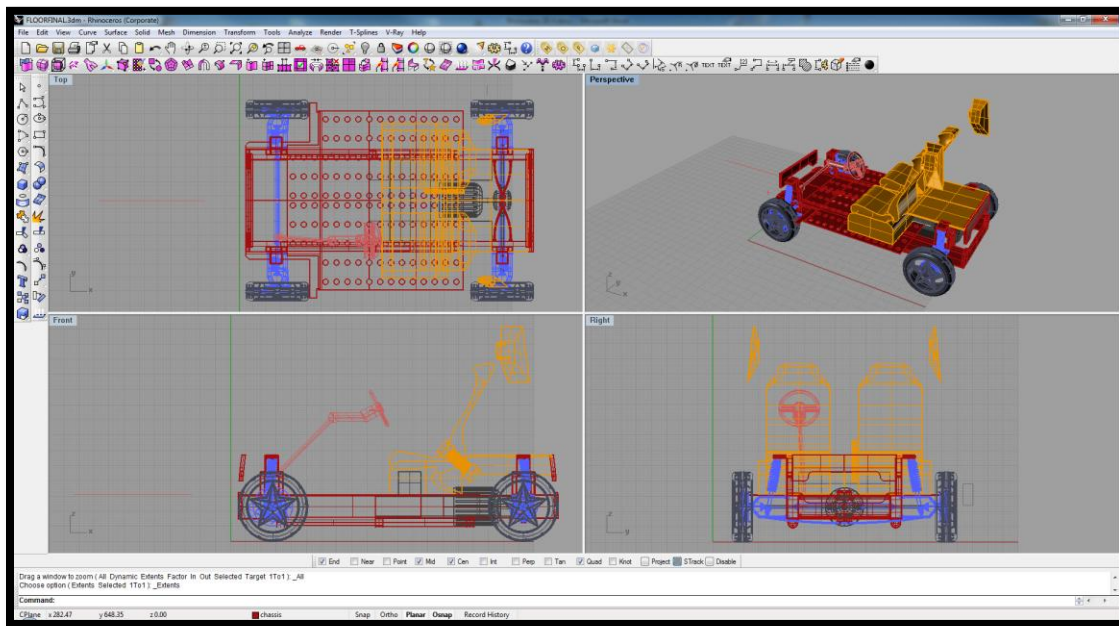 FLOORFINAL.3dm - Rhinoceros (Corporate)
File Edit View Curve Surface Solid Mesh Dimension Transform Tools Analyze Render T-Splines V-Ray Help
TEXT TEXT
Top
Perspective
y
x
z
y
x
Front
Right
z
x
z
y
End Near Point Mid Cen Int Perp Tan Quad Knot Project STrack Disable
Drag a window to zoom ( All Dynamic Extents Factor In Out Selected Target 1To1 ): _All
Choose option ( Extents Selected 1To1 ): _Extents
Command:
CPlane x 282.47 y 648.35 z 0.00 chassis Snap Ortho Planar Osnap Record History